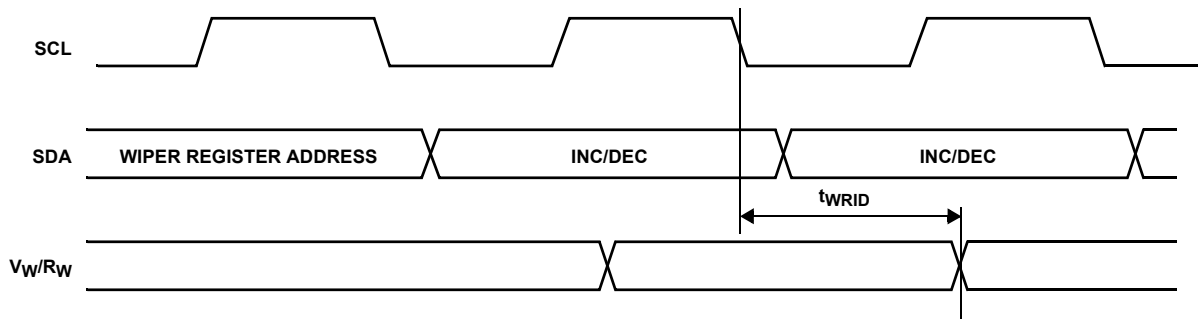 SCL
SDA WIPER REGISTER ADDRESS INC/DEC INC/DEC
tWRID
VW/RW